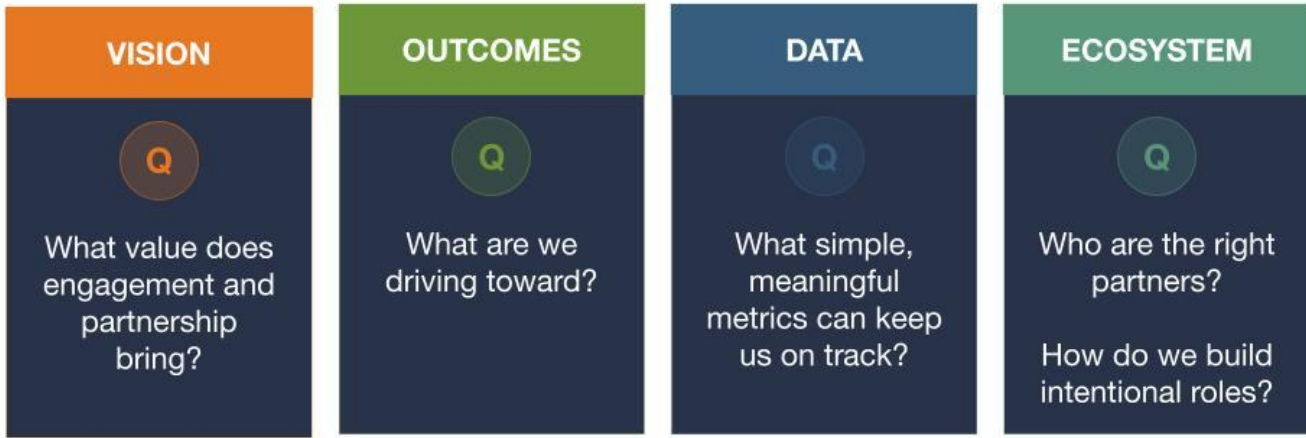 VISION
Q
What value does
engagement and
partnership
bring?
OUTCOMES
Q
What are we
driving toward?
DATA
Q
What simple,
meaningful
metrics can keep
us on track?
ECOSYSTEM
Q
Who are the right
partners?
How do we build
intentional roles?